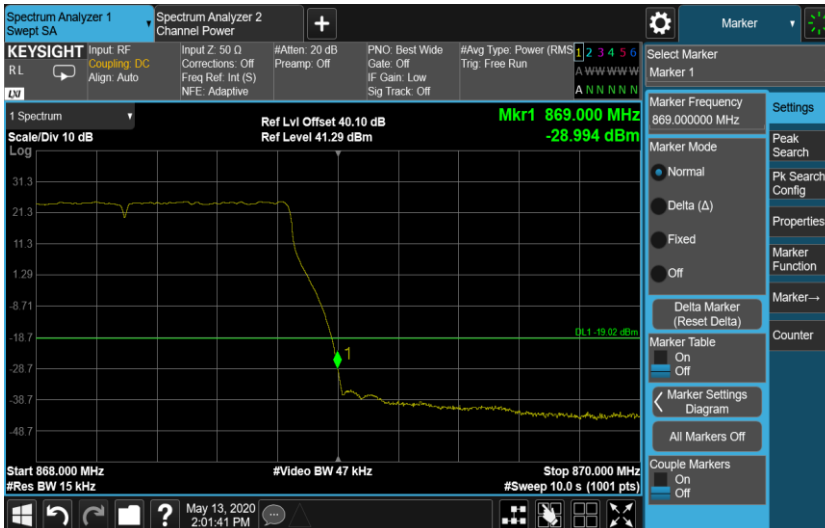 Spectrum Analyzer 1
Swept SA
Spectrum Analyzer 2
Channel Power
Marker
KEYSIGHT
RL
LXI
Input: RF
Coupling: DC
Align: Auto
Input Z: 50 Ω
Corrections: Off
Freq Ref: Int (S)
NFE: Adaptive
#Atten: 20 dB
Preamp: Off
PNO: Best Wide
Gate: Off
IF Gain: Low
Sig Track: Off
#Avg Type: Power (RMS
Trig: Free Run
1 2 3 4 5 6
A W W W W W
A N N N N N
Select Marker
Marker 1
1 Spectrum
Scale/Div 10 dB
Log
Ref Lvl Offset 40.10 dB
Ref Level 41.29 dBm
Mkr1 869.000 MHz
-28.994 dBm
31.3
21.3
11.3
1.29
-8.71
-18.7
-28.7
-38.7
-48.7
DL1 -19.02 dBm
1
Start 868.000 MHz
#Res BW 15 kHz
#Video BW 47 kHz
Stop 870.000 MHz
#Sweep 10.0 s (1001 pts)
Marker Frequency
869.000000 MHz
Marker Mode
Normal
Delta (Δ)
Fixed
Off
Delta Marker
(Reset Delta)
Marker Table
On
Off
Marker Settings
Diagram
All Markers Off
Couple Markers
On
Off
Settings
Peak
Search
Pk Search
Config
Properties
Marker
Function
Marker→
Counter
?
May 13, 2020
2:01:41 PM